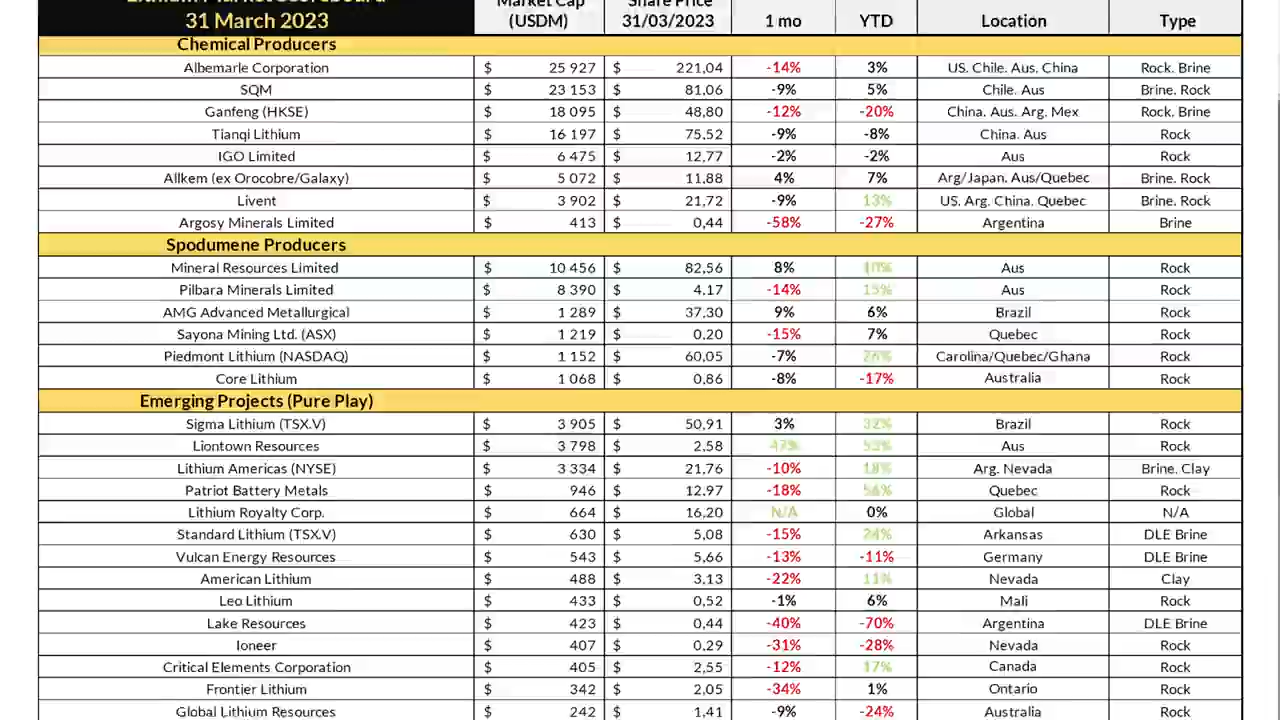 31 March 2023 (USDM) 31/03/2023 1 mo YTD Location Type
Chemical Producers
Albemarle Corporation $ 25 927 $ 221,04 -14% 3% US. Chile. Aus. China Rock. Brine
SQM $ 23 153 $ 81,06 -9% 5% Chile. Aus Brine. Rock
Ganfeng (HKSE) $ 18 095 $ 48,80 -12% -20% China. Aus. Arg. Mex Rock. Brine
Tianqi Lithium $ 16 197 $ 75,52 -9% -8% China. Aus Rock
IGO Limited $ 6 475 $ 12,77 -2% -2% Aus Rock
Allkem (ex Orocobre/Galaxy) $ 5 072 $ 11,88 4% 7% Arg/Japan. Aus/Quebec Brine. Rock
Livent $ 3 902 $ 21,72 -9% 13% US. Arg. China. Quebec Brine. Rock
Argosy Minerals Limited $ 413 $ 0,44 -58% -27% Argentina Brine
Spodumene Producers
Mineral Resources Limited $ 10 456 $ 82,56 8% Aus Rock
Pilbara Minerals Limited $ 8 390 $ 4,17 -14% 15% Aus Rock
AMG Advanced Metallurgical $ 1 289 $ 37,30 9% 6% Brazil Rock
Sayona Mining Ltd. (ASX) $ 1 219 $ 0,20 -15% 7% Quebec Rock
Piedmont Lithium (NASDAQ) $ 1 152 $ 60,05 -7% Carolina/Quebec/Ghana Rock
Core Lithium $ 1 068 $ 0,86 -8% -17% Australia Rock
Emerging Projects (Pure Play)
Sigma Lithium (TSX.V) $ 3 905 $ 50,91 3% 32% Brazil Rock
Liontown Resources $ 3 798 $ 2,58 Aus Rock
Lithium Americas (NYSE) $ 3 334 $ 21,76 -10% 18% Arg. Nevada Brine. Clay
Patriot Battery Metals $ 946 $ 12,97 -18% Quebec Rock
Lithium Royalty Corp. $ 664 $ 16,20 N/A 0% Global N/A
Standard Lithium (TSX.V) $ 630 $ 5,08 -15% 24% Arkansas DLE Brine
Vulcan Energy Resources $ 543 $ 5,66 -13% -11% Germany DLE Brine
American Lithium $ 488 $ 3,13 -22% 11% Nevada Clay
Leo Lithium $ 433 $ 0,52 -1% 6% Mali Rock
Lake Resources $ 423 $ 0,44 -40% -70% Argentina DLE Brine
Ioneer $ 407 $ 0,29 -31% -28% Nevada Rock
Critical Elements Corporation $ 405 $ 2,55 -12% 17% Canada Rock
Frontier Lithium $ 342 $ 2,05 -34% 1% Ontario Rock
Global Lithium Resources $ 242 $ 1,41 -9% -24% Australia Rock